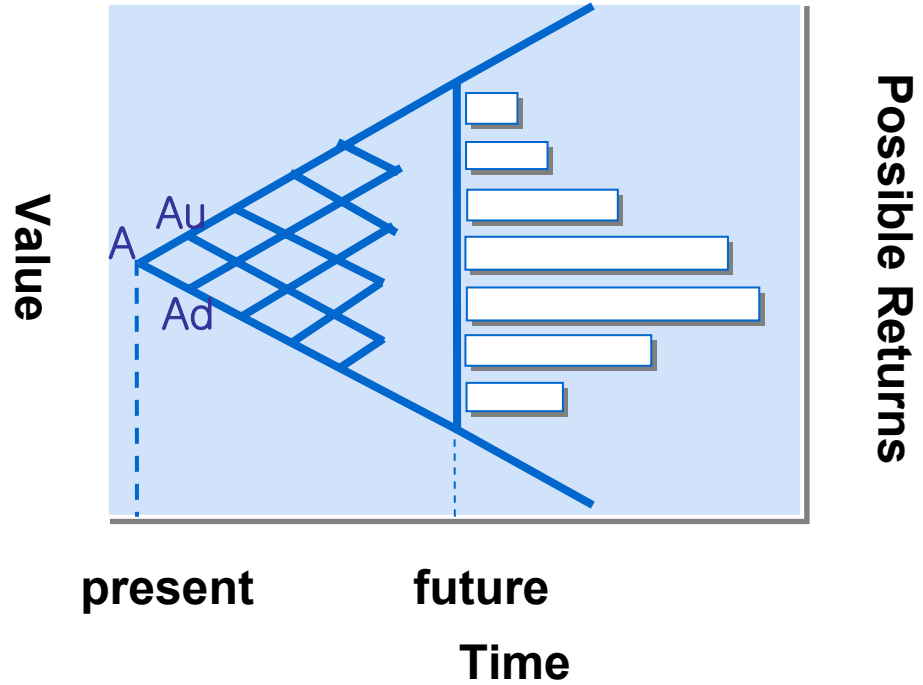 Value
A
Au
Ad
Possible Returns
present
future
Time